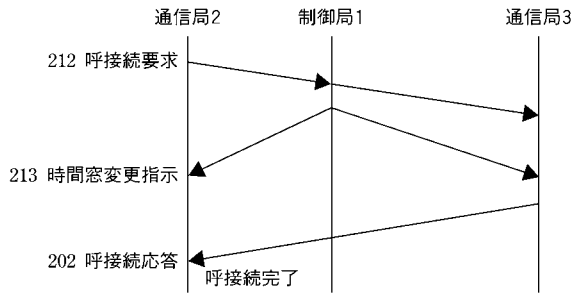 通信局2 制御局1 通信局3
212 呼接続要求
213 時間窓変更指示
202 呼接続応答
呼接続完了